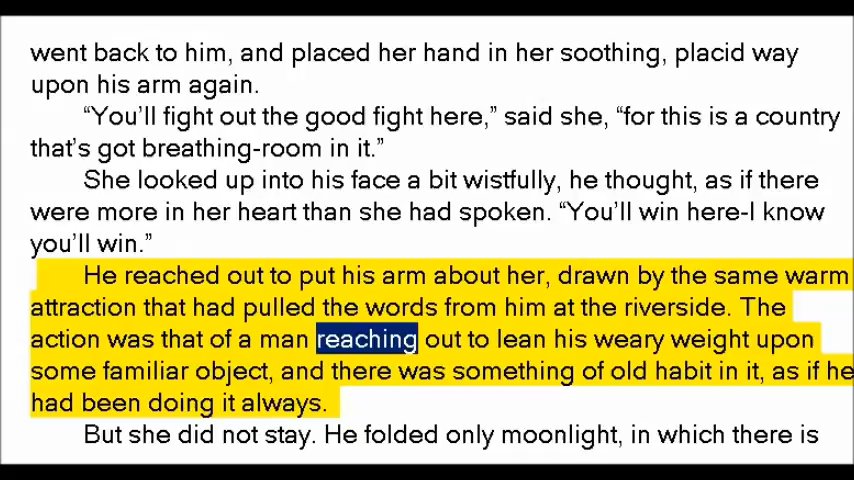 went back to him, and placed her hand in her soothing, placid way
upon his arm again.
“You’ll fight out the good fight here,” said she, “for this is a country
that’s got breathing-room in it.”
She looked up into his face a bit wistfully, he thought, as if there
were more in her heart than she had spoken. “You’ll win here-I know
you’ll win.”
He reached out to put his arm about her, drawn by the same warm
attraction that had pulled the words from him at the riverside. The
action was that of a man reaching out to lean his weary weight upon
some familiar object, and there was something of old habit in it, as if he
had been doing it always.
But she did not stay. He folded only moonlight, in which there is